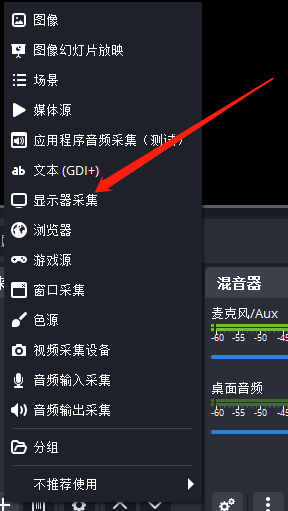 图像
图像幻灯片放映
场景
媒体源
应用程序音频采集（测试）
ab 文本 (GDI+)
显示器采集
浏览器
游戏源
窗口采集
色源
视频采集设备
音频输入采集
音频输出采集
分组
不推荐使用
混音器
麦克风/Aux
-60 -55 -50 -45
桌面音频
-60 -55 -50 -45